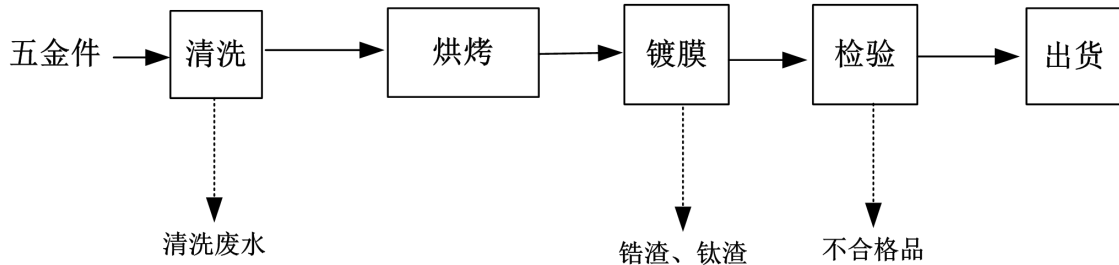 五金件
清洗
烘烤
镀膜
检验
出货
清洗废水
锆渣、钛渣
不合格品